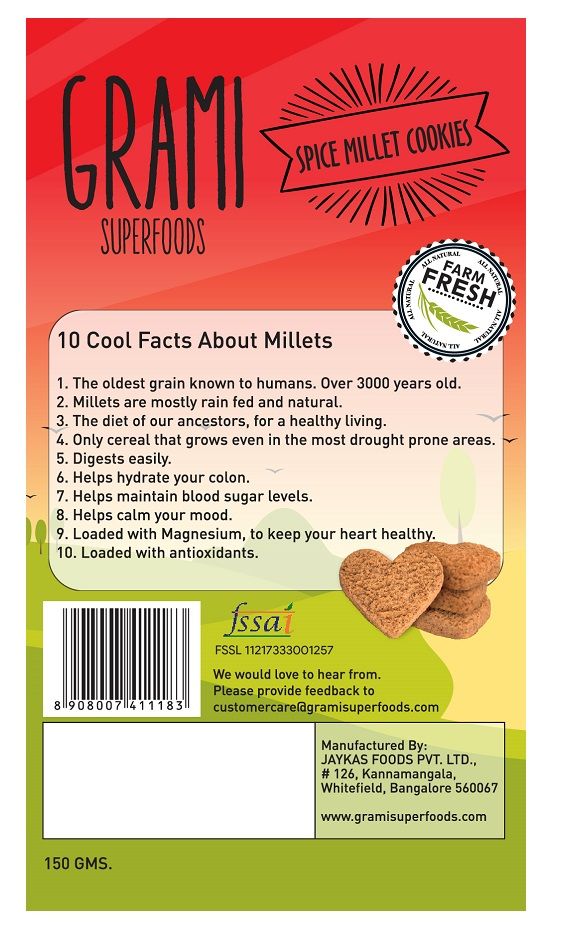 GRAMI
SUPERFOODS
SPICE MILLET COOKIES
ALL NATURAL
ALL NATURAL
ALL NATURAL
ALL NATURAL
ALL NATURAL
FARM
FRESH
10 Cool Facts About Millets
1. The oldest grain known to humans. Over 3000 years old.
2. Millets are mostly rain fed and natural.
3. The diet of our ancestors, for a healthy living.
4. Only cereal that grows even in the most drought prone areas.
5. Digests easily.
6. Helps hydrate your colon.
7. Helps maintain blood sugar levels.
8. Helps calm your mood.
9. Loaded with Magnesium, to keep your heart healthy.
10. Loaded with antioxidants.
fssai
FSSL 11217333001257
We would love to hear from.
Please provide feedback to
customercare@gramisuperfoods.com
8 908007 411183
Manufactured By:
JAYKAS FOODS PVT. LTD.,
# 126, Kannamangala,
Whitefield, Bangalore 560067
www.gramisuperfoods.com
150 GMS.